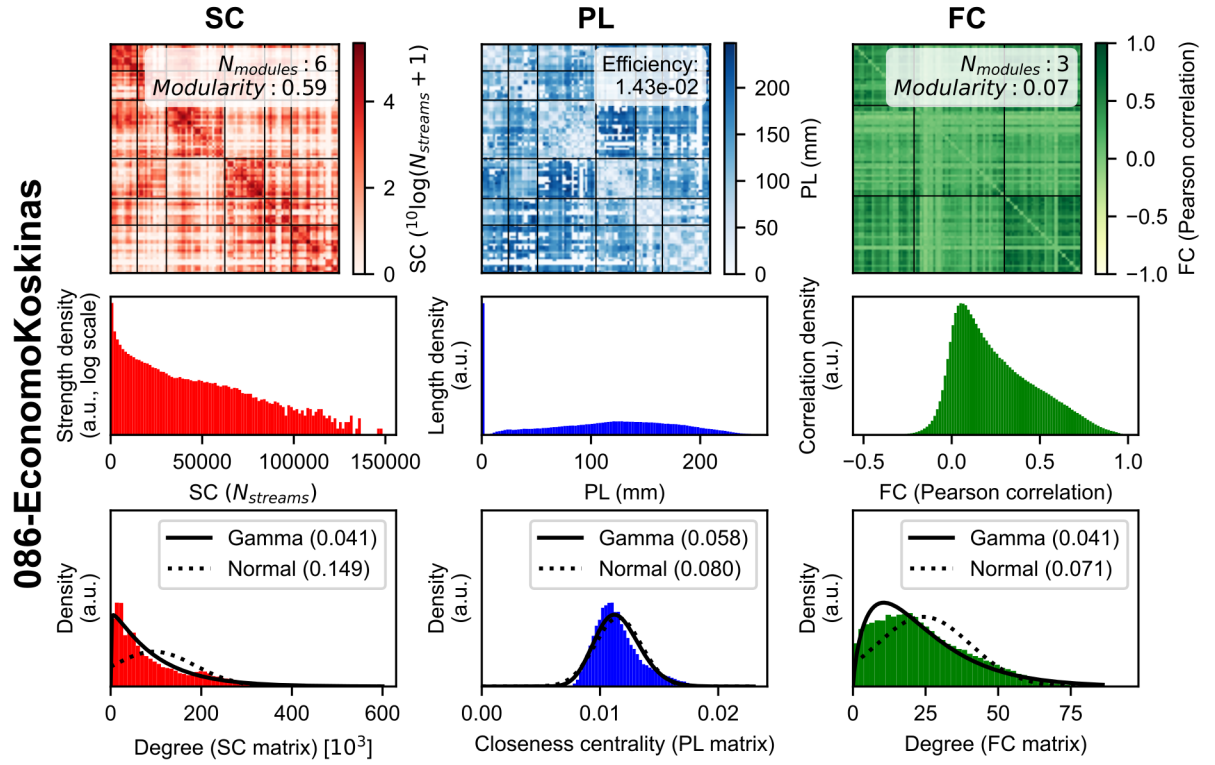 SC
PL
FC
086-EconomoKoskinas
N_modules : 6
Modularity : 0.59
4
2
0
SC (^10log(N_streams + 1)
Efficiency:
1.43e-02
200
150
100
50
0
PL (mm)
N_modules : 3
Modularity : 0.07
1.0
0.5
0.0
−0.5
−1.0
FC (Pearson correlation)
Strength density
(a.u., log scale)
0
50000
100000
150000
SC (N_streams)
Length density
(a.u.)
0
100
200
PL (mm)
Correlation density
(a.u.)
−0.5
0.0
0.5
1.0
FC (Pearson correlation)
Density
(a.u.)
Gamma (0.041)
Normal (0.149)
0
200
400
600
Degree (SC matrix) [10³]
Density
(a.u.)
Gamma (0.058)
Normal (0.080)
0.00
0.01
0.02
Closeness centrality (PL matrix)
Density
(a.u.)
Gamma (0.041)
Normal (0.071)
0
25
50
75
Degree (FC matrix)